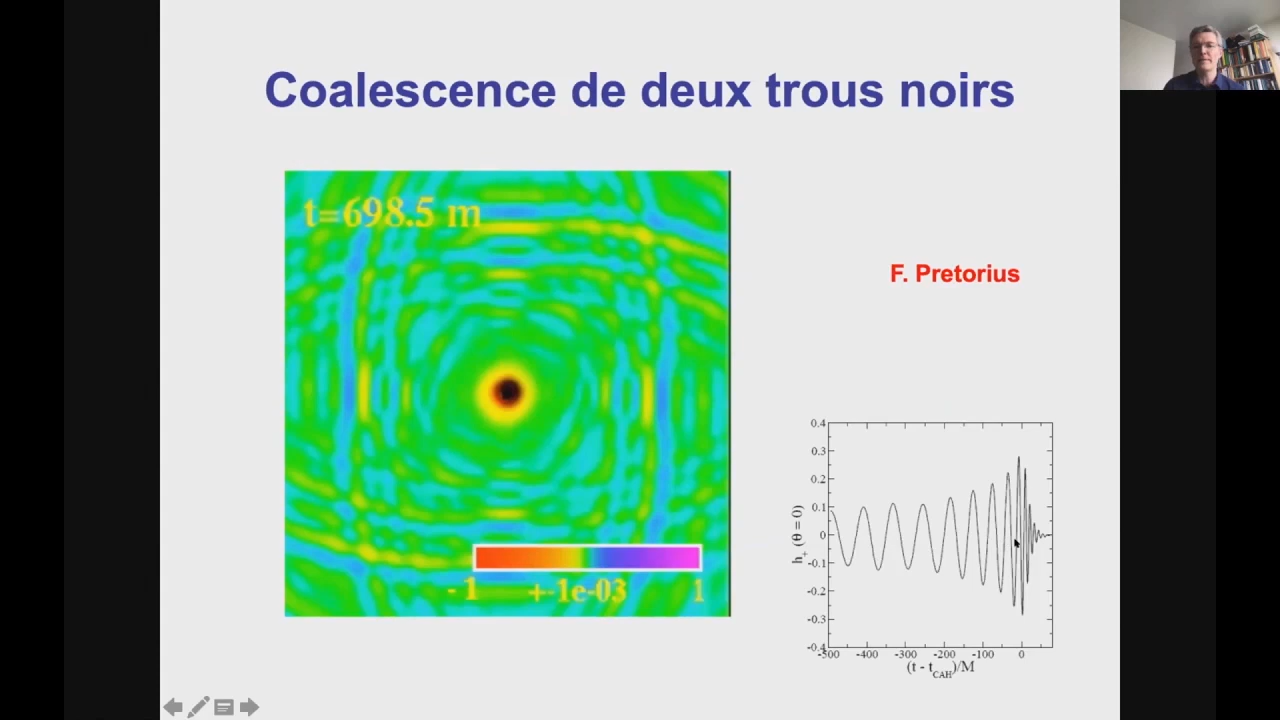 Coalescence de deux trous noirs
t=698.5 m
F. Pretorius
- 1 +-1e-03 1
0.4
0.3
0.2
0.1
0
-0.1
-0.2
-0.3
-0.4
h+ (θ = 0)
-500 -400 -300 -200 -100 0
(t - tCAH)/M